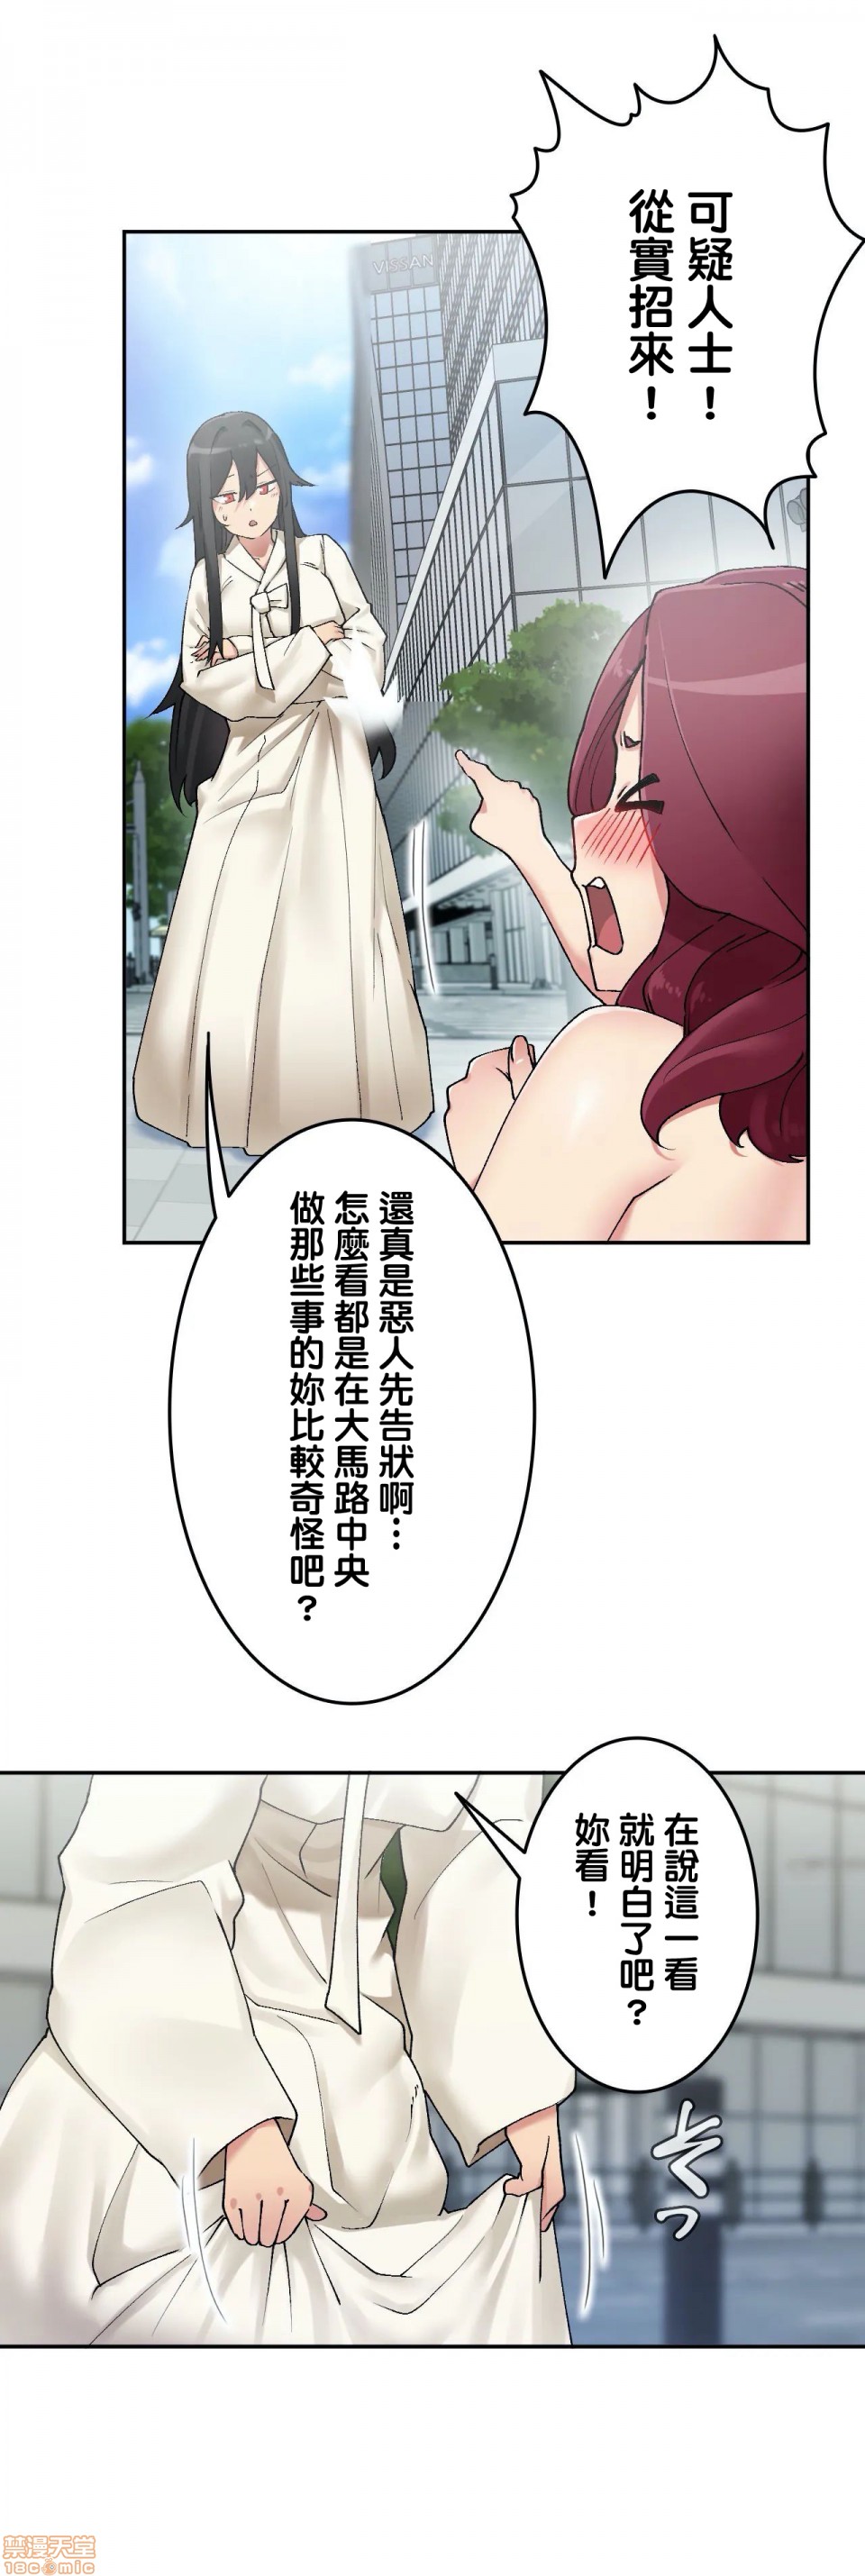 可疑人士！
從實招來！
VISSAN
還真是惡人先告狀啊…
怎麼看都是在大馬路中央
做那些事的妳比較奇怪吧？
在說這一看
就明白了吧？
妳看！
そっ
禁漫天堂
18comic